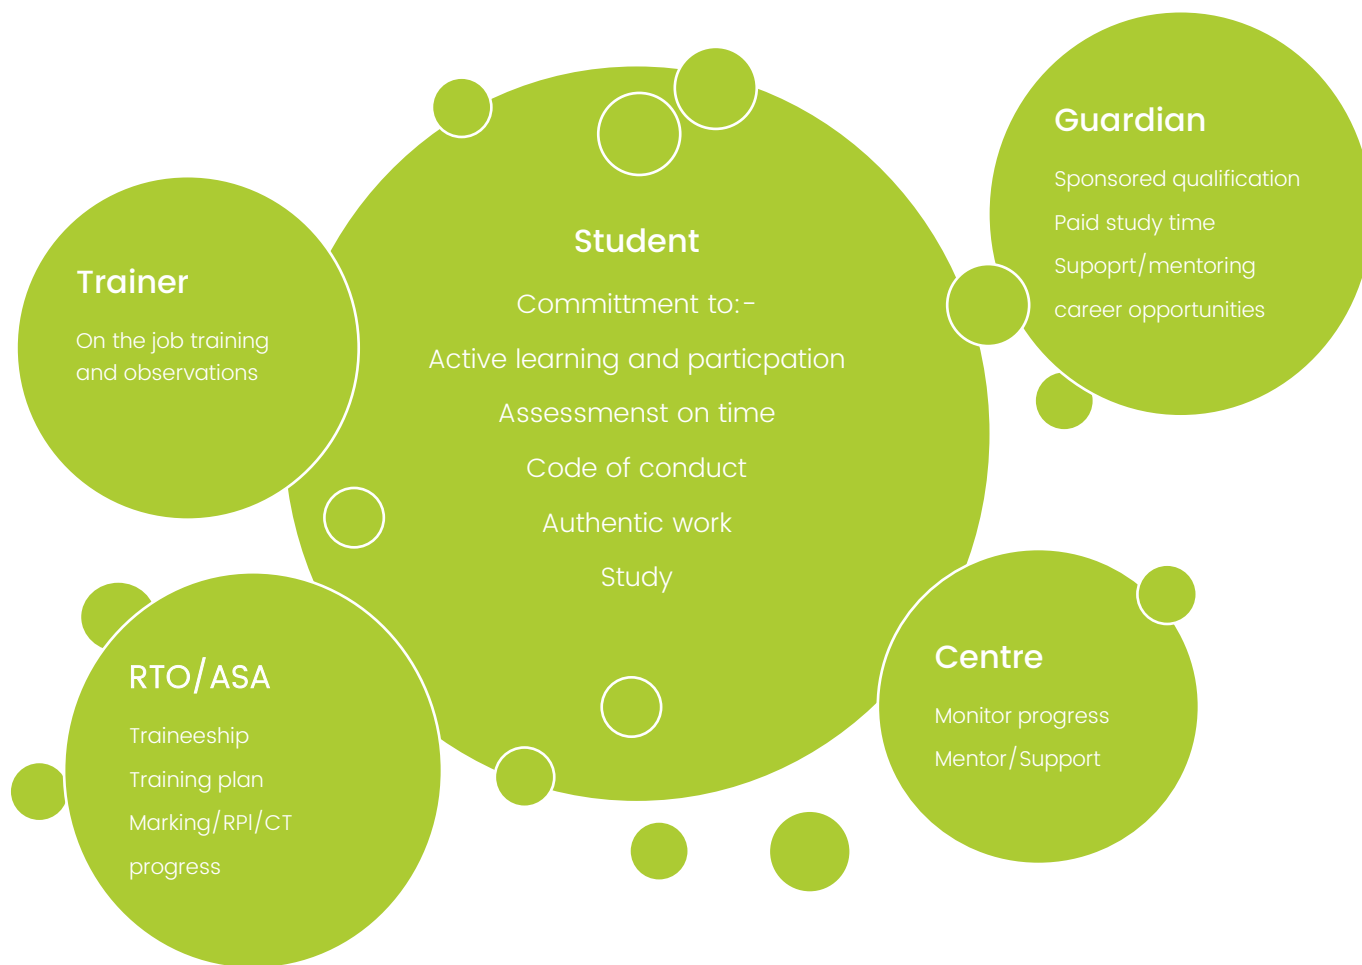 Guardian
Sponsored qualification
Paid study time
Supoprt/mentoring
career opportunities
Student
Committment to:-
Active learning and particpation
Assessmenst on time
Code of conduct
Authentic work
Study
Trainer
On the job training
and observations
RTO/ASA
Traineeship
Training plan
Marking/RPl/CT
progress
Centre
Monitor progress
Mentor/Support